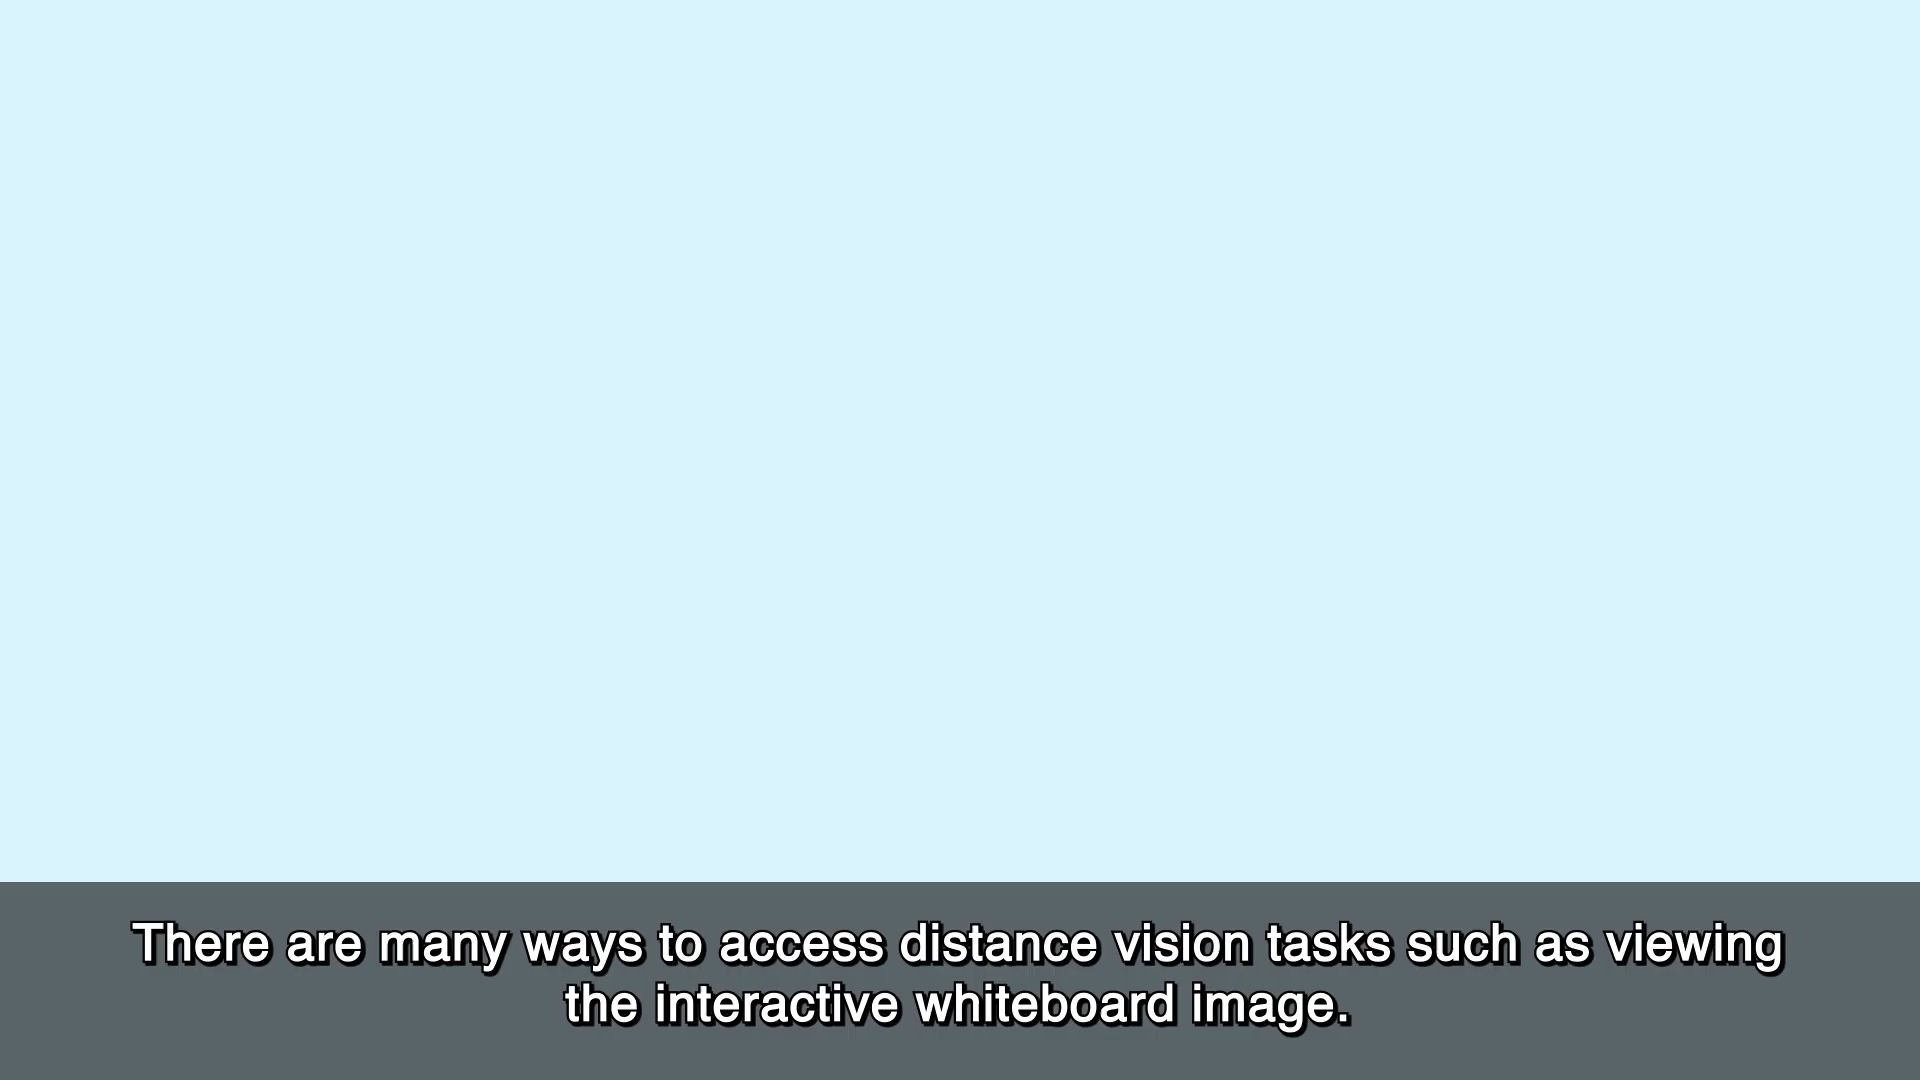 There are many ways to access distance vision tasks such as viewing
the interactive whiteboard image.